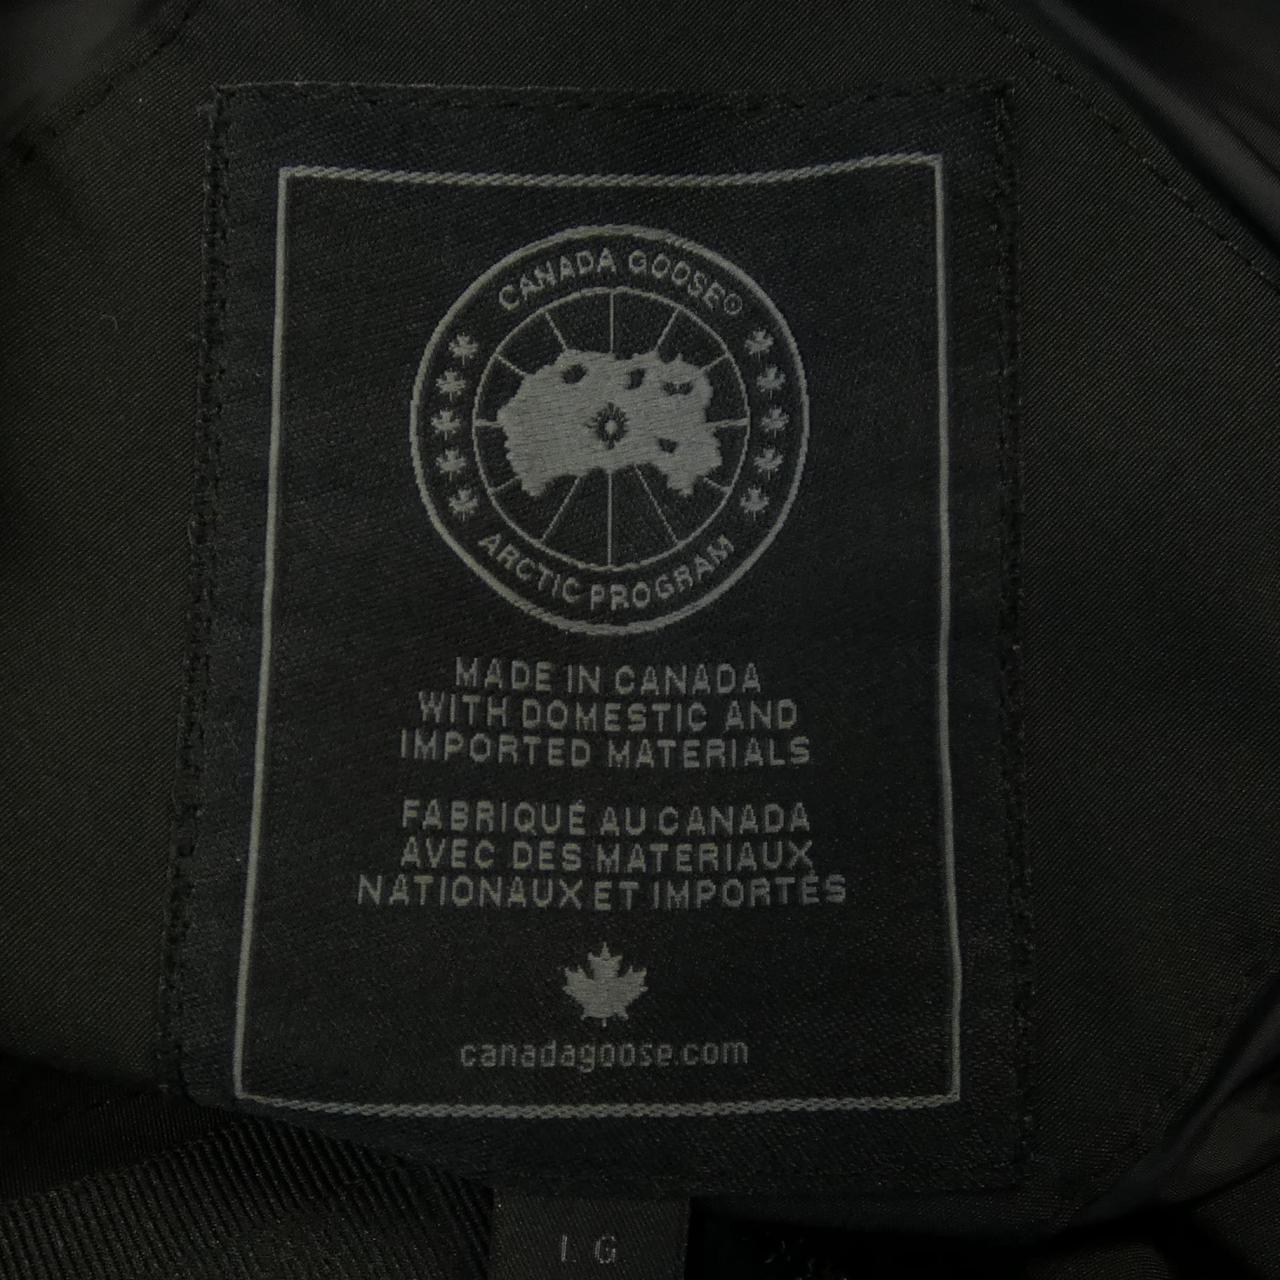 CANADA GOOSE®
ARCTIC PROGRAM
MADE IN CANADA
WITH DOMESTIC AND
IMPORTED MATERIALS
FABRIQUÉ AU CANADA
AVEC DES MATERIAUX
NATIONAUX ET IMPORTÉS
canadagoose.com
LG